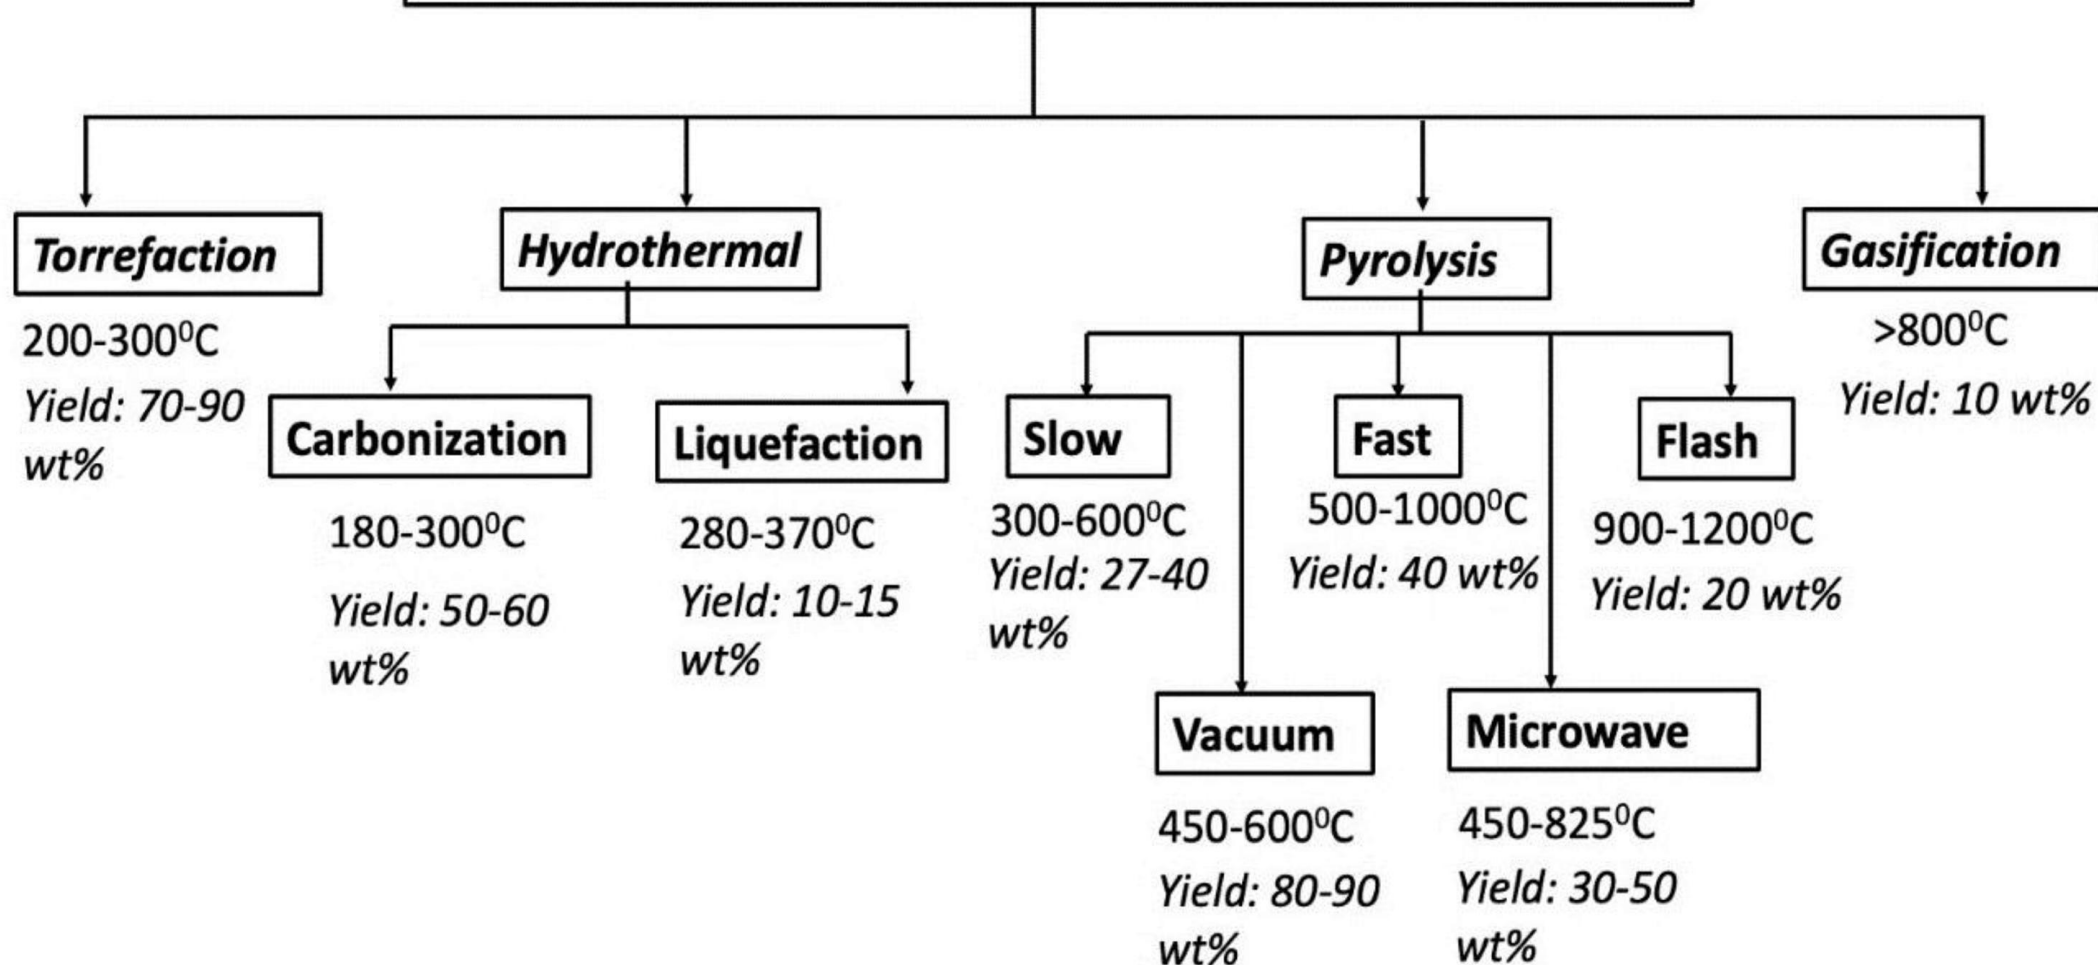 Torrefaction
200-300⁰C
Yield: 70-90
wt%
Hydrothermal
Carbonization
180-300⁰C
Yield: 50-60
wt%
Liquefaction
280-370⁰C
Yield: 10-15
wt%
Pyrolysis
Slow
300-600⁰C
Yield: 27-40
wt%
Fast
500-1000⁰C
Yield: 40 wt%
Flash
900-1200⁰C
Yield: 20 wt%
Vacuum
450-600⁰C
Yield: 80-90
wt%
Microwave
450-825⁰C
Yield: 30-50
wt%
Gasification
>800⁰C
Yield: 10 wt%